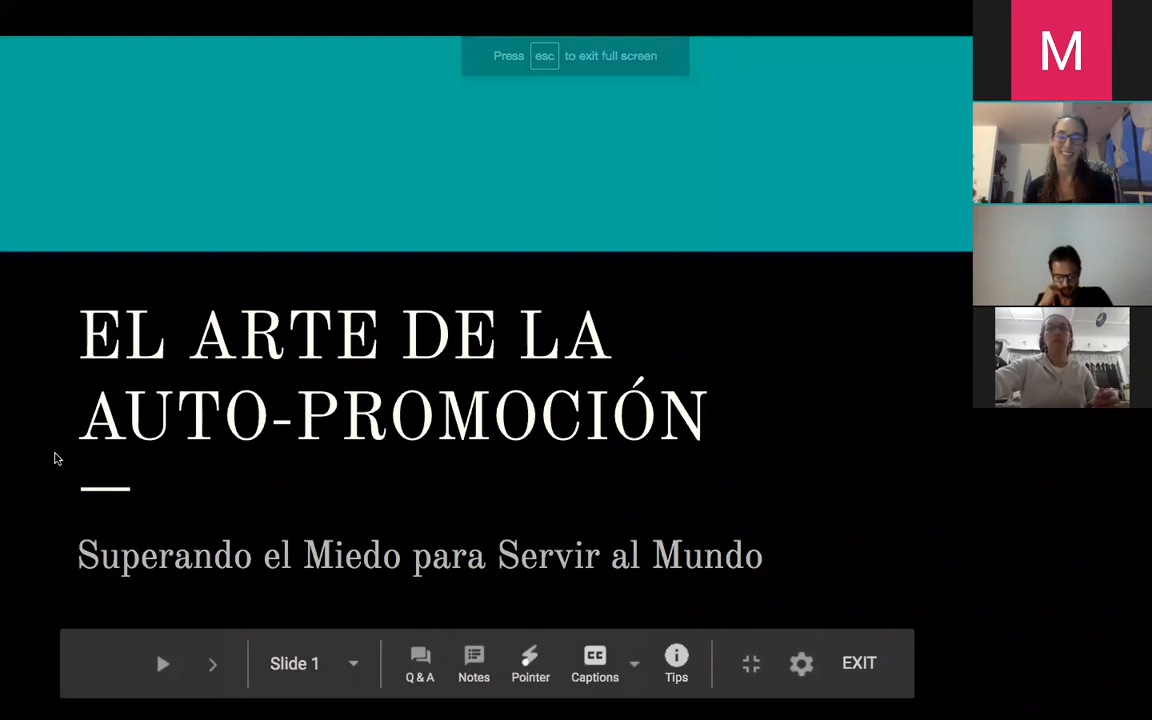 Press esc to exit full screen
M
EL ARTE DE LA
AUTO-PROMOCIÓN
Superando el Miedo para Servir al Mundo
Slide 1
Q & A
Notes
Pointer
Captions
Tips
EXIT